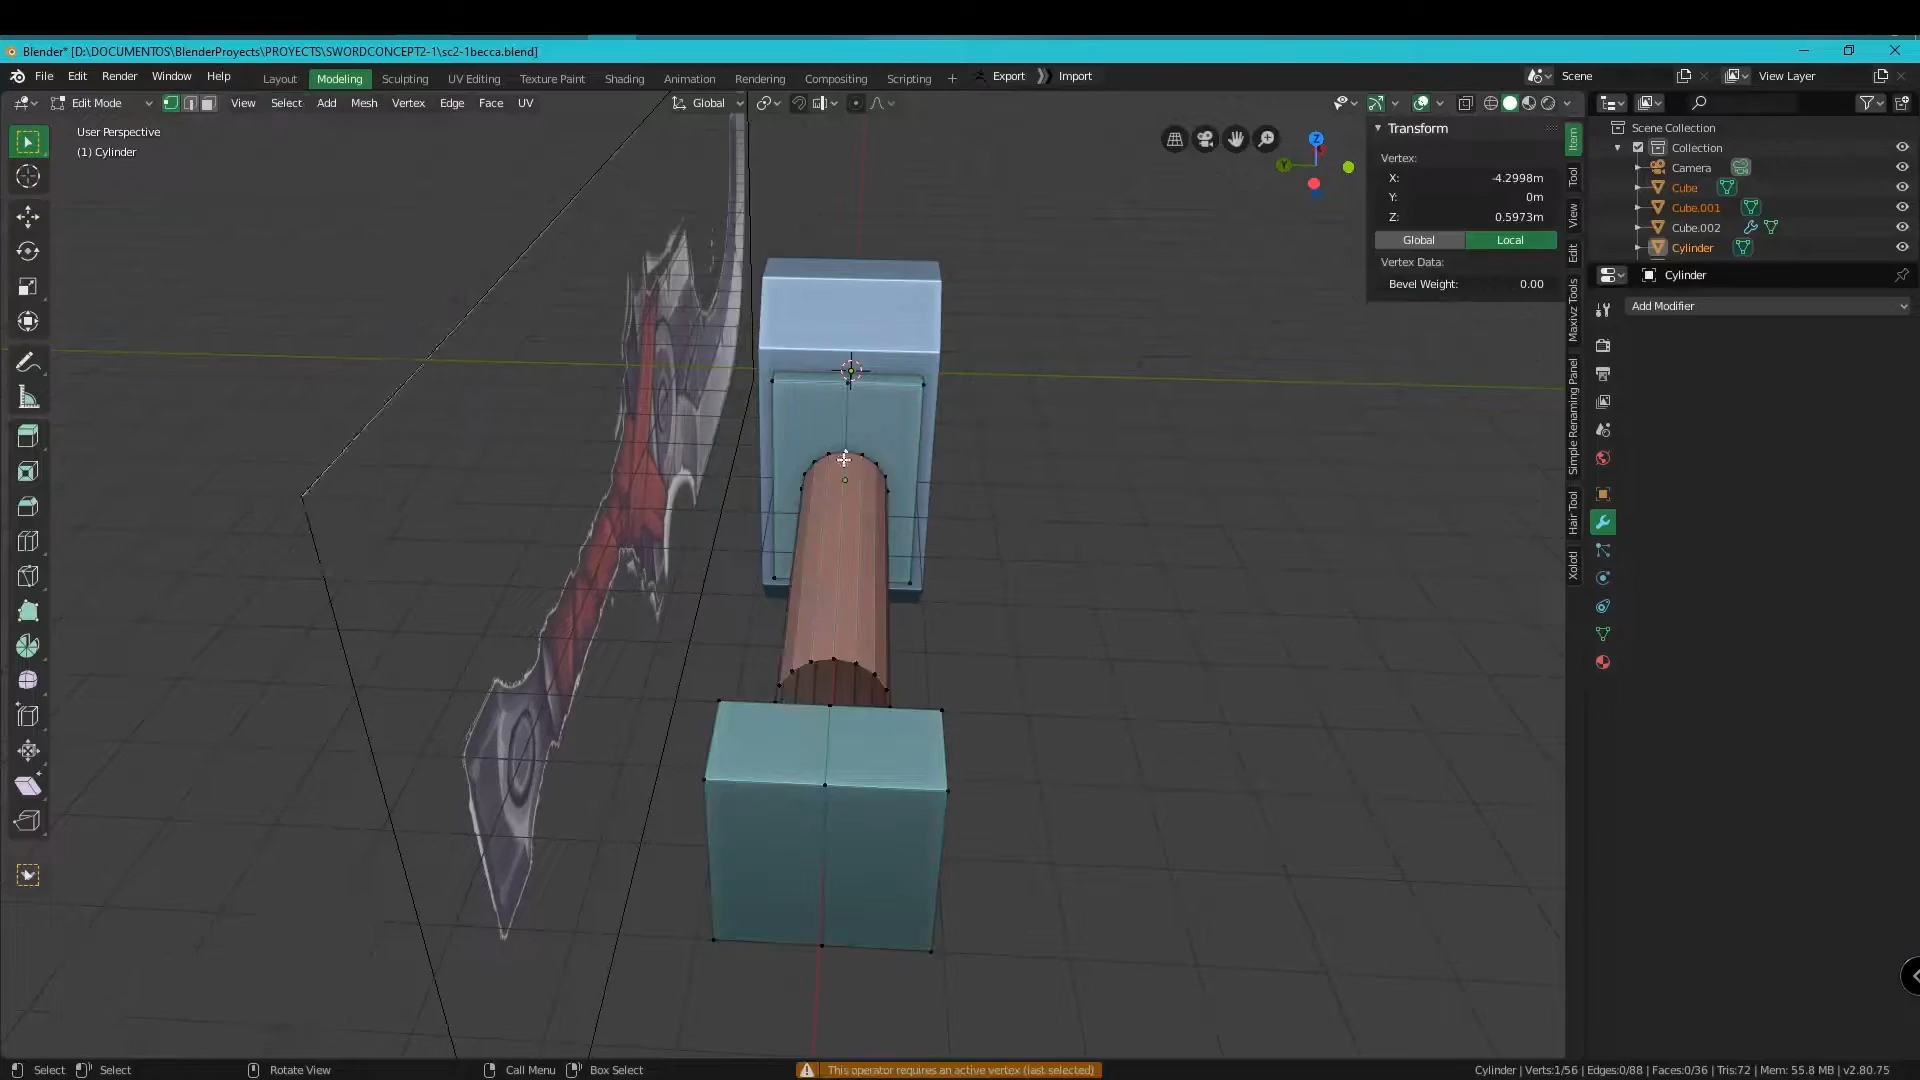 Blender* [D:\DOCUMENTOS\BlenderProyects\PROYECTS\SWORDCONCEPT2-1\sc2-1becca.blend]
File Edit Render Window Help Layout Modeling Sculpting UV Editing Texture Paint Shading Animation Rendering Compositing Scripting + Export Import Scene View Layer
Edit Mode View Select Add Mesh Vertex Edge Face UV Global
User Perspective
(1) Cylinder
Transform
Vertex:
X: -4.2998m
Y: 0m
Z: 0.5973m
Global Local
Vertex Data:
Bevel Weight: 0.00
Item
Tool
View
Edit
Maxivz Tools
Simple Renaming Panel
Hair Tool
Xolotl
Scene Collection
Collection
Camera
Cube
Cube.001
Cube.002
Cylinder
Cylinder
Add Modifier
Z
Y
Select Select Rotate View Call Menu Box Select This operator requires an active vertex (last selected) Cylinder | Verts:1/56 | Edges:0/88 | Faces:0/36 | Tris:72 | Mem: 55.8 MB | v2.80.75